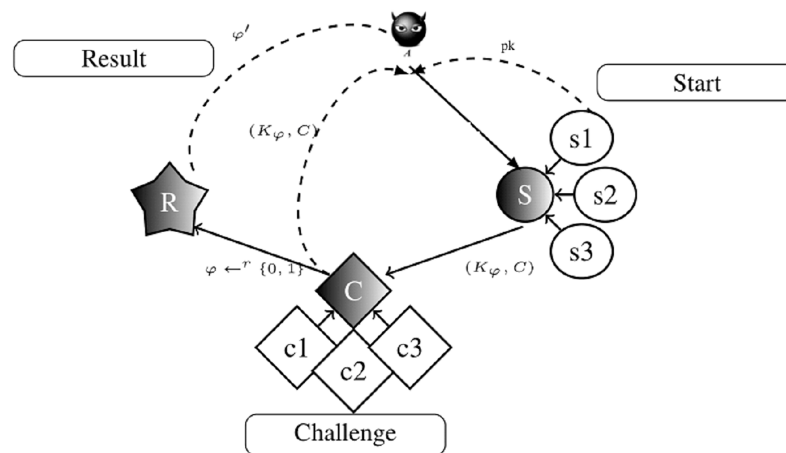 φ′
A
pk
Result
Start
(K_φ, C)
s1
R
S
s2
s3
φ ←^r {0, 1}
(K_φ, C)
C
c1
c2
c3
Challenge